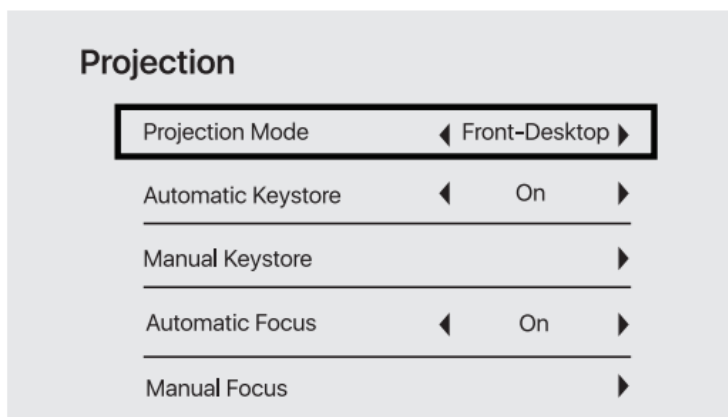 Projection
Projection Mode Front-Desktop
Automatic Keystore On
Manual Keystore
Automatic Focus On
Manual Focus